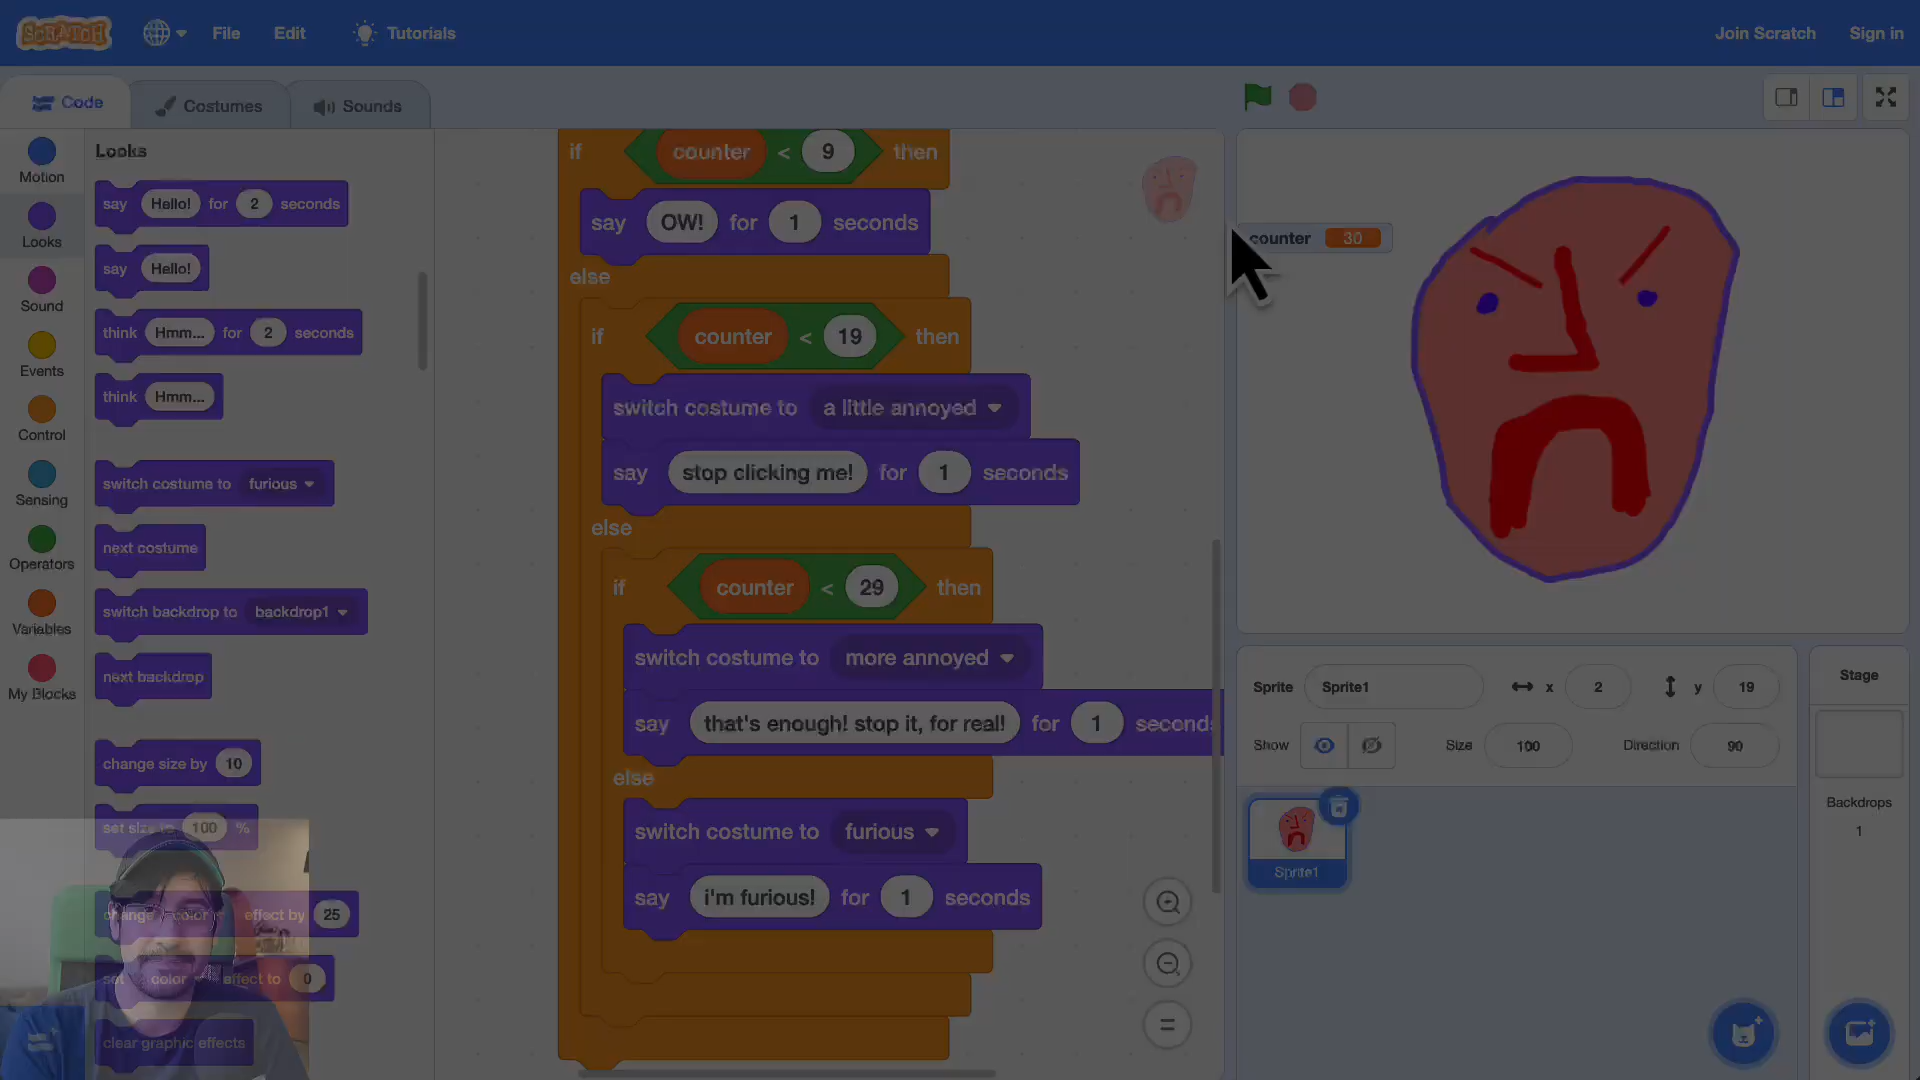 SCRATCH
File
Edit
Tutorials
Join Scratch
Sign in
Code
Costumes
Sounds
Motion
Looks
Sound
Events
Control
Sensing
Operators
Variables
My Blocks
Looks
say Hello! for 2 seconds
say Hello!
think Hmm... for 2 seconds
think Hmm...
switch costume to furious
next costume
switch backdrop to backdrop1
next backdrop
change size by 10
set size to 100 %
change color effect by 25
set color effect to 0
clear graphic effects
if counter < 9 then
say OW! for 1 seconds
else
if counter < 19 then
switch costume to a little annoyed
say stop clicking me! for 1 seconds
else
if counter < 29 then
switch costume to more annoyed
say that's enough! stop it, for real! for 1 seconds
else
switch costume to furious
say i'm furious! for 1 seconds
counter 30
Sprite Sprite1 x 2 y 19
Show Size 100 Direction 90
Sprite1
Stage
Backdrops
1